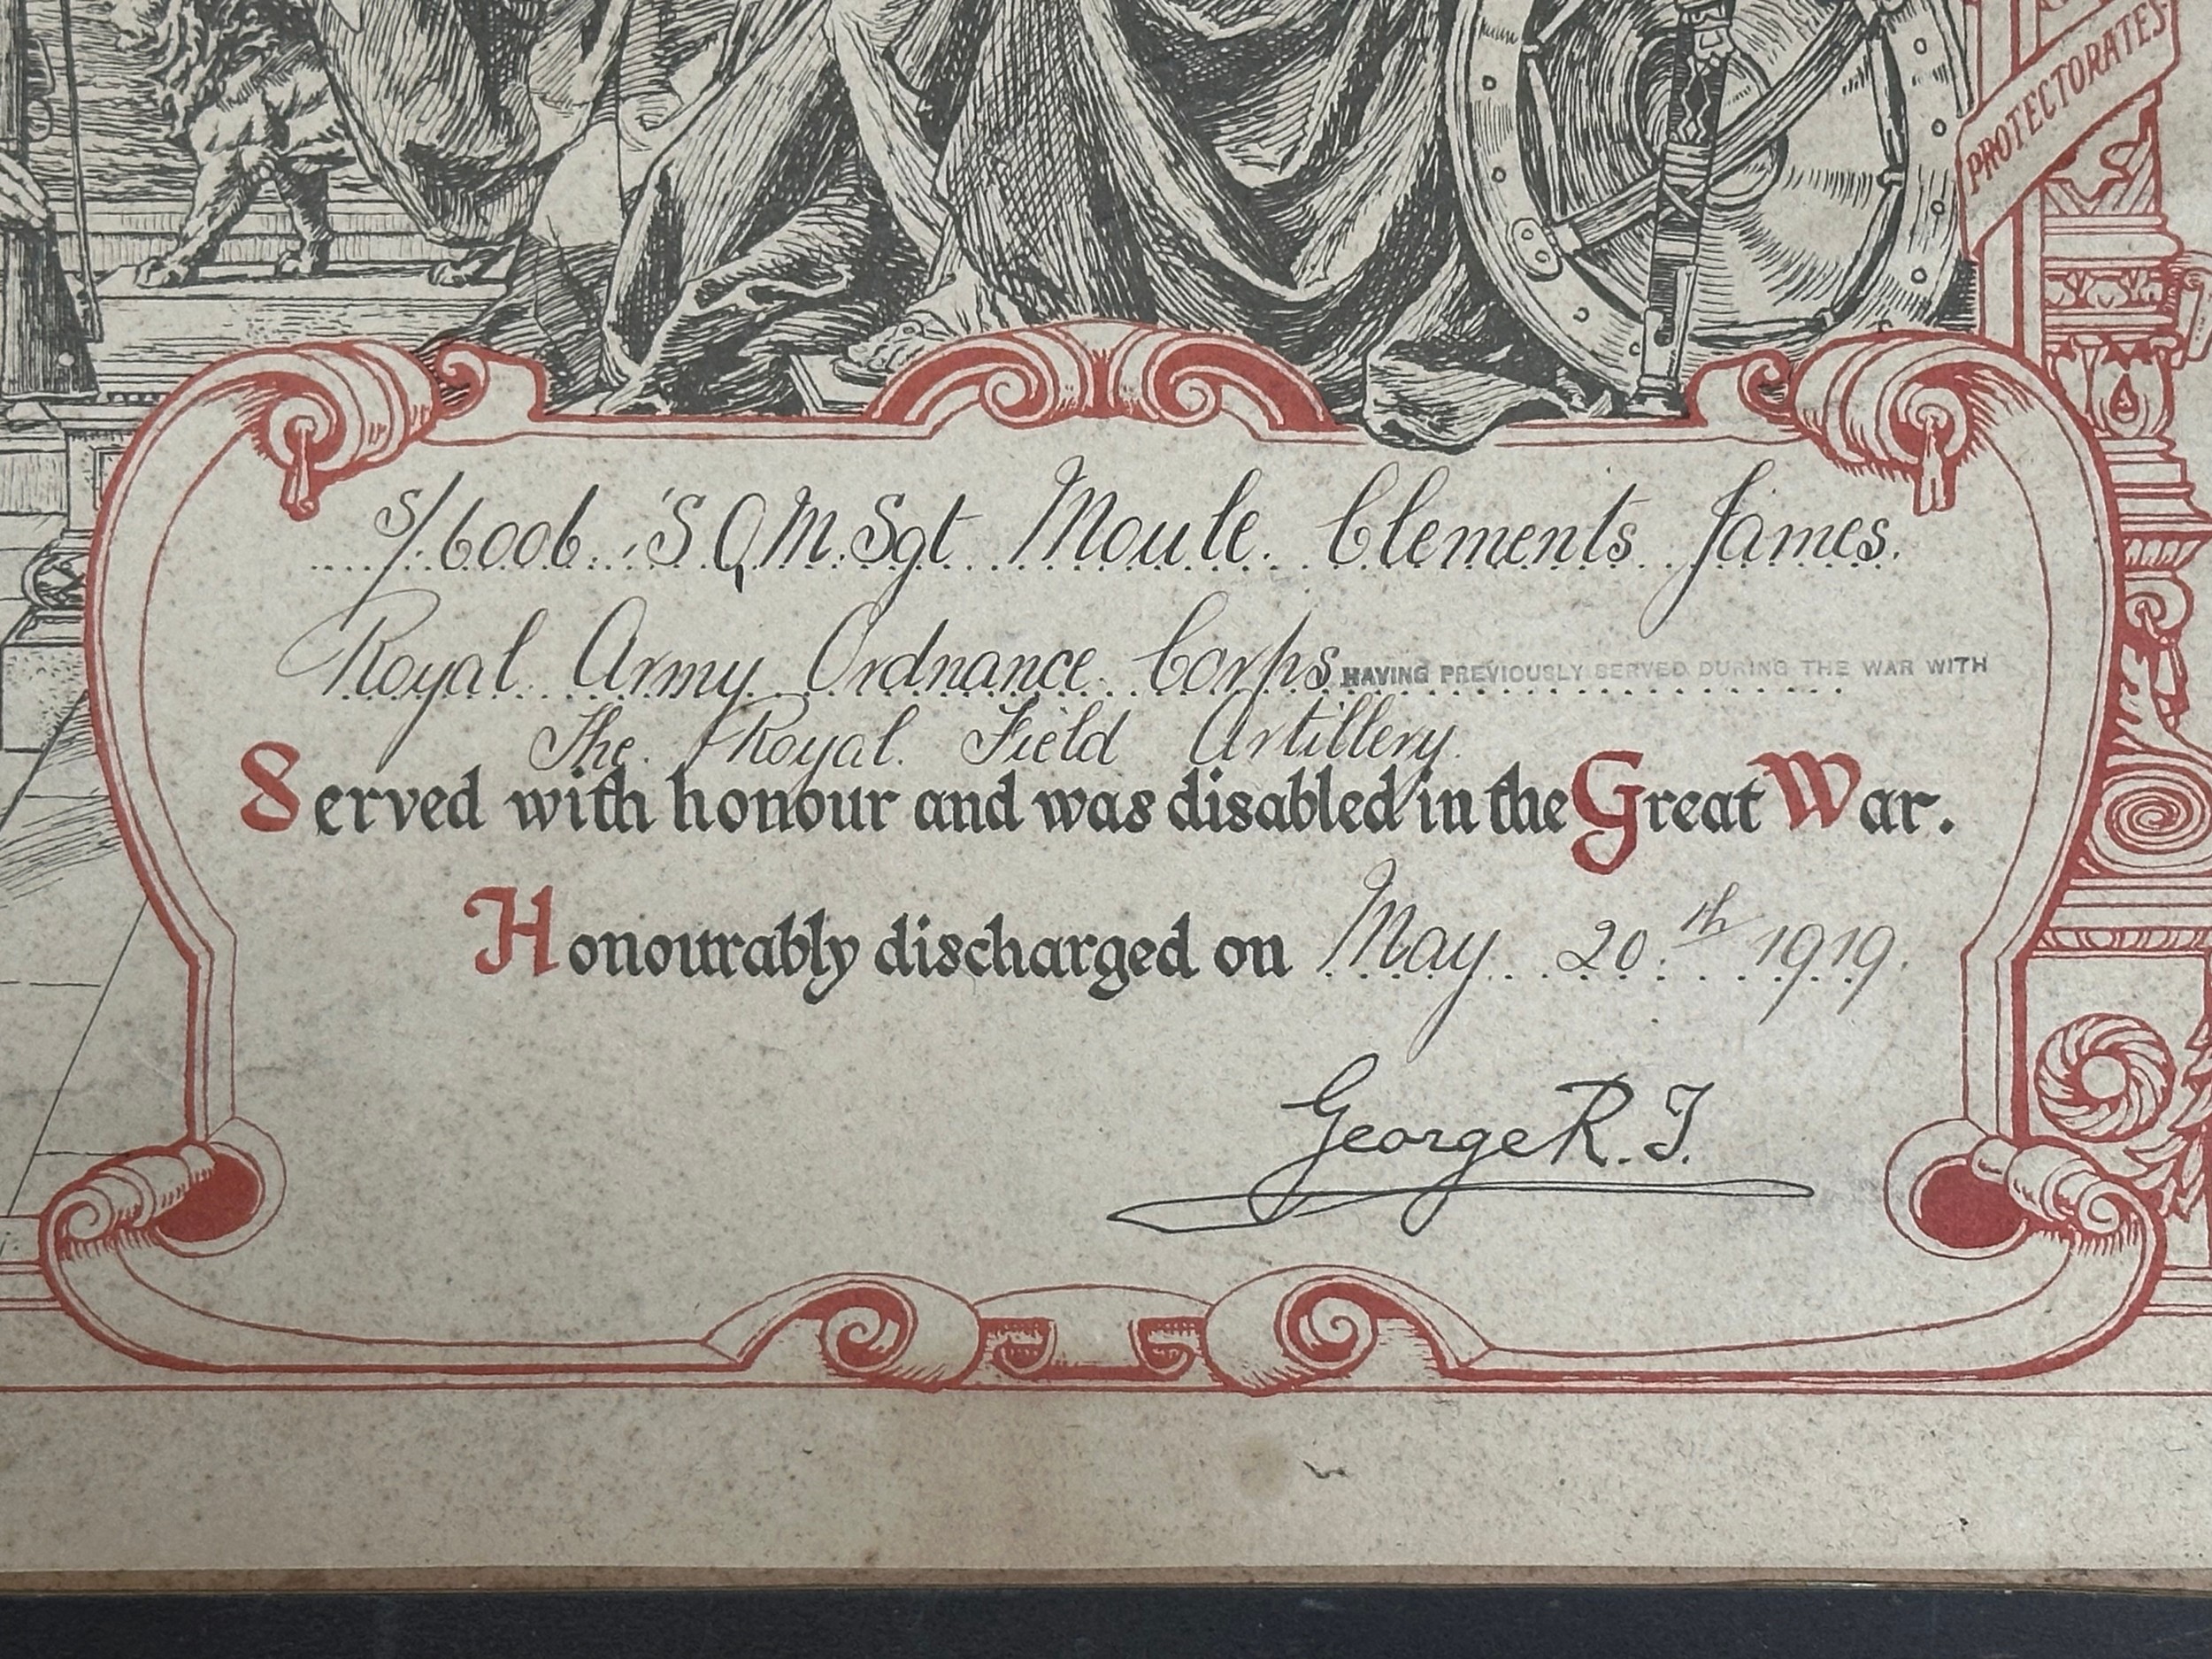 PROTECTORATES
S/6006. S.Q.M.Sgt Moule. Clements James.
Royal Army Ordnance Corps HAVING PREVIOUSLY SERVED DURING THE WAR WITH
The Royal Field Artillery.
Served with honour and was disabled in the Great War.
Honourably discharged on May 20th 1919.
George R.I.